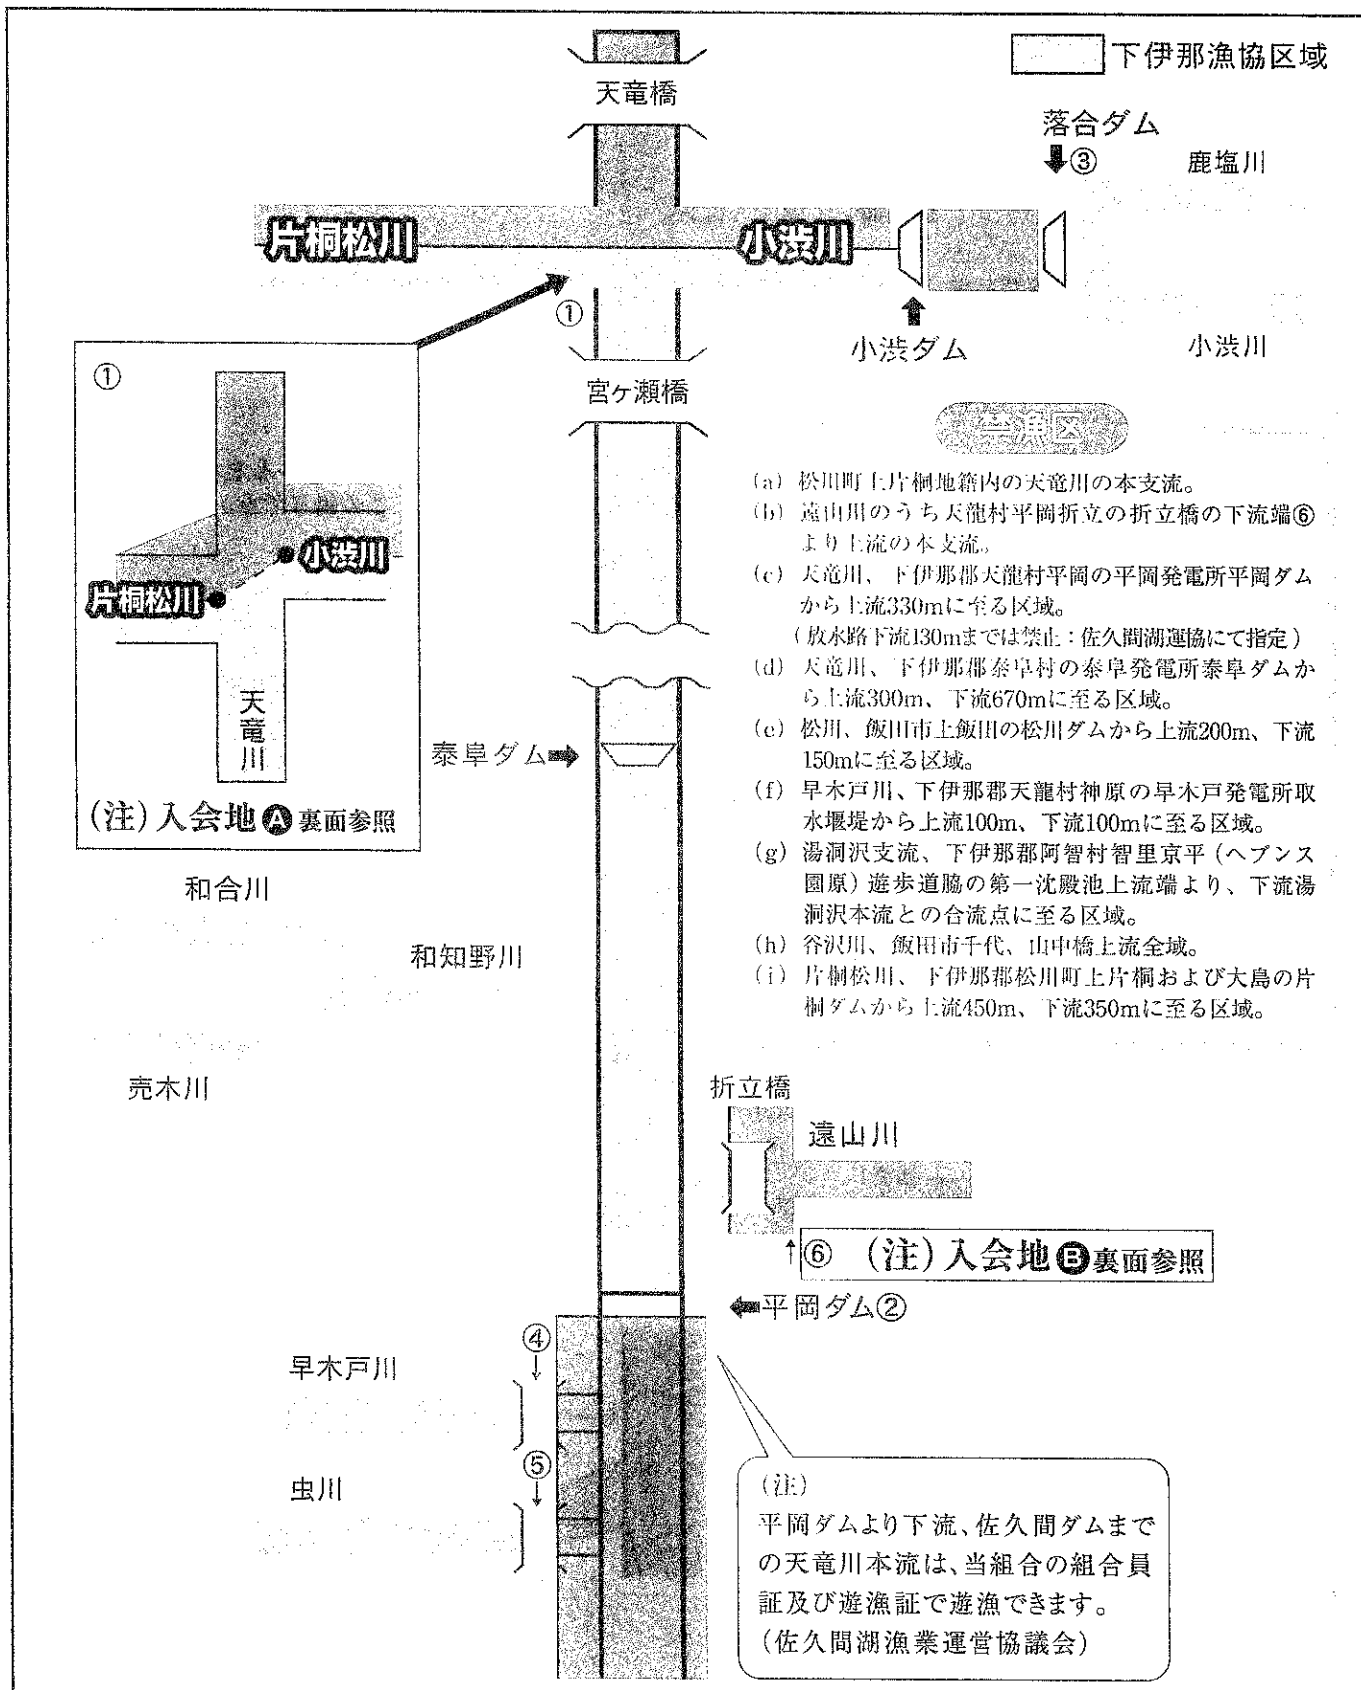 下伊那漁協区域
天竜橋
落合ダム
③
鹿塩川
片桐松川
小渋川
①
小渋ダム
小渋川
宮ヶ瀬橋
①
小渋川
片桐松川
天竜川
(注)入会地Ⓐ裏面参照
禁漁区
(a) 松川町上片桐地籍内の天竜川の本支流。
(b) 遠山川のうち天龍村平岡折立の折立橋の下流端⑥
より上流の本支流。
(c) 天竜川、下伊那郡天龍村平岡の平岡発電所平岡ダム
から上流330mに至る区域。
(放水路下流130mまでは禁止：佐久間湖運協にて指定)
(d) 天竜川、下伊那郡泰阜村の泰阜発電所泰阜ダムか
ら上流300m、下流670mに至る区域。
(e) 松川、飯田市上飯田の松川ダムから上流200m、下流
150mに至る区域。
(f) 早木戸川、下伊那郡天龍村神原の早木戸発電所取
水堰堤から上流100m、下流100mに至る区域。
(g) 湯洞沢支流、下伊那郡阿智村智里京平 (ヘブンス
園原) 遊歩道脇の第一沈殿池上流端より、下流湯
洞沢本流との合流点に至る区域。
(h) 谷沢川、飯田市千代、山中橋上流全域。
(i) 片桐松川、下伊那郡松川町上片桐および大島の片
桐ダムから上流450m、下流350mに至る区域。
泰阜ダム
和合川
和知野川
売木川
折立橋
遠山川
⑥ (注)入会地Ⓑ裏面参照
平岡ダム②
④
早木戸川
⑤
虫川
(注)
平岡ダムより下流、佐久間ダムまで
の天竜川本流は、当組合の組合員
証及び遊漁証で遊漁できます。
(佐久間湖漁業運営協議会)